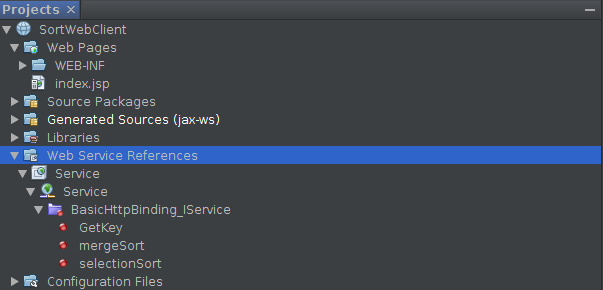 Projects
SortWebClient
Web Pages
WEB-INF
index.jsp
Source Packages
Generated Sources (jax-ws)
Libraries
Web Service References
Service
Service
BasicHttpBinding_IService
GetKey
mergeSort
selectionSort
Configuration Files